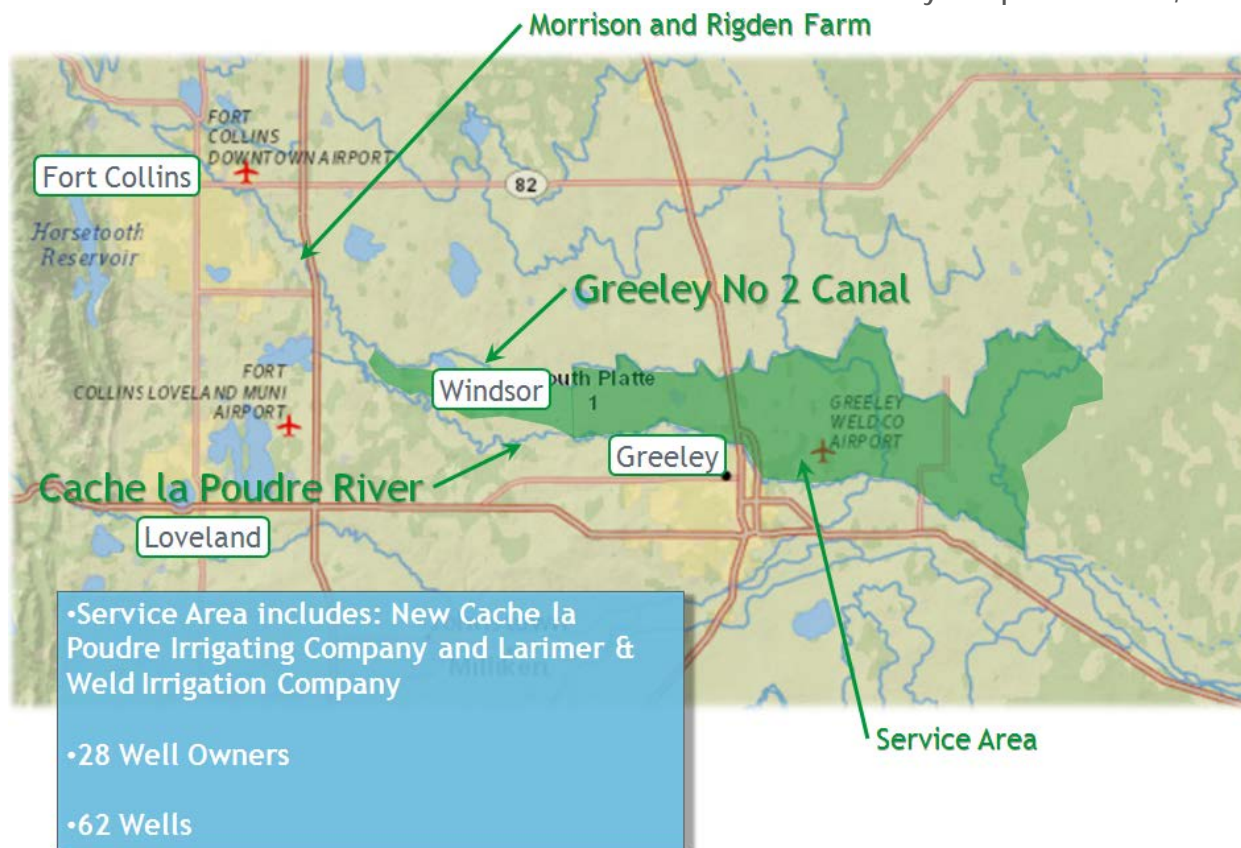 Morrison and Rigden Farm
FORT
COLLINS
DOWNTOWN AIRPORT
Fort Collins
82
Horsetooth
Reservoir
Greeley No 2 Canal
FORT
COLLINS LOVELAND MUNI
AIRPORT
Windsor
outh Platte
1
GREELEY
WELD CO
AIRPORT
Greeley
Cache la Poudre River
Loveland
•Service Area includes: New Cache la
Poudre Irrigating Company and Larimer &
Weld Irrigation Company
•28 Well Owners
•62 Wells
Service Area